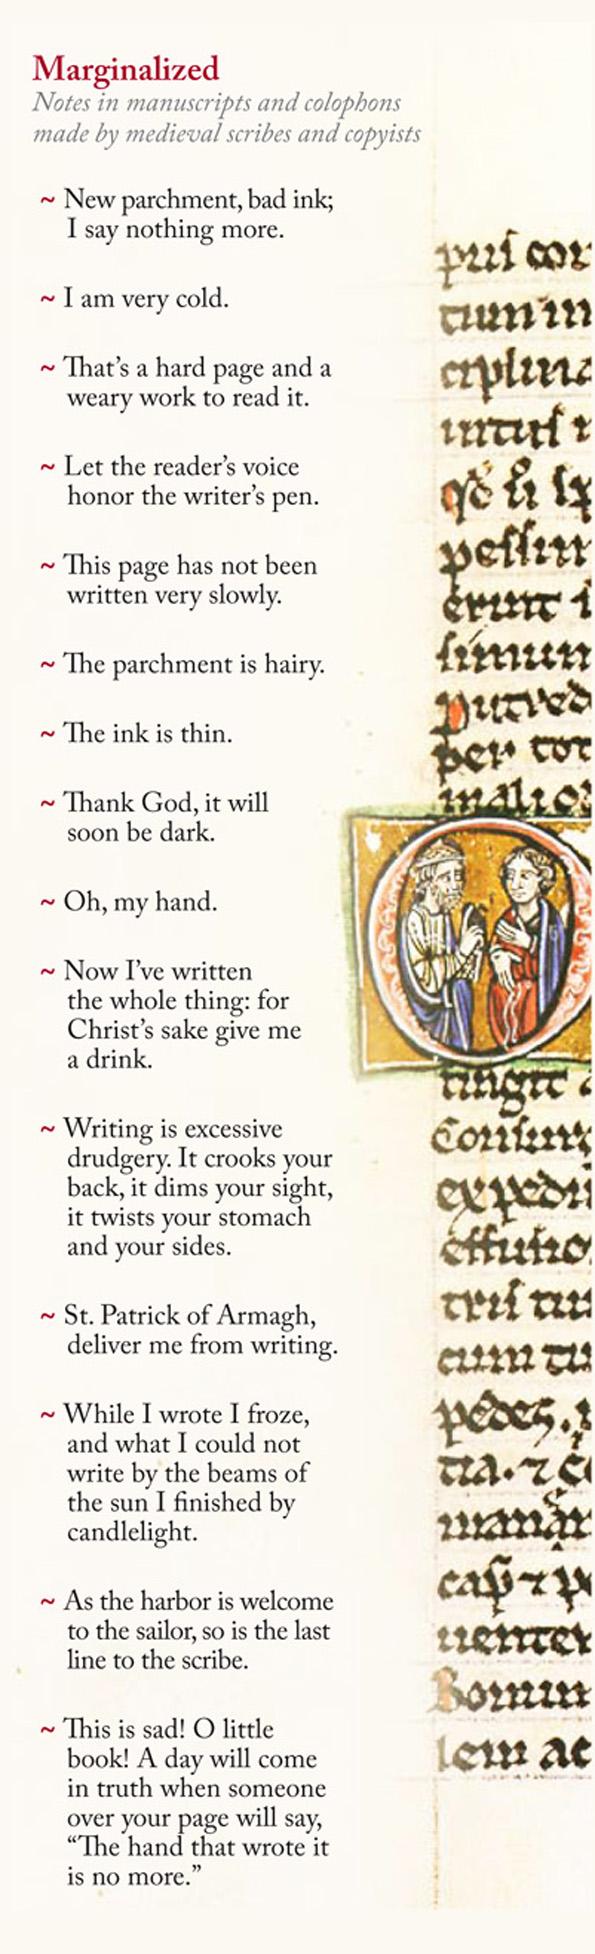 Marginalized
Notes in manuscripts and colophons
made by medieval scribes and copyists
~ New parchment, bad ink;
I say nothing more.
~ I am very cold.
~ That's a hard page and a
weary work to read it.
~ Let the reader's voice
honor the writer's pen.
~ This page has not been
written very slowly.
~ The parchment is hairy.
~ The ink is thin.
~ Thank God, it will
soon be dark.
~ Oh, my hand.
~ Now I've written
the whole thing: for
Christ's sake give me
a drink.
~ Writing is excessive
drudgery. It crooks your
back, it dims your sight,
it twists your stomach
and your sides.
~ St. Patrick of Armagh,
deliver me from writing.
~ While I wrote I froze,
and what I could not
write by the beams of
the sun I finished by
candlelight.
~ As the harbor is welcome
to the sailor, so is the last
line to the scribe.
~ This is sad! O little
book! A day will come
in truth when someone
over your page will say,
“The hand that wrote it
is no more.”